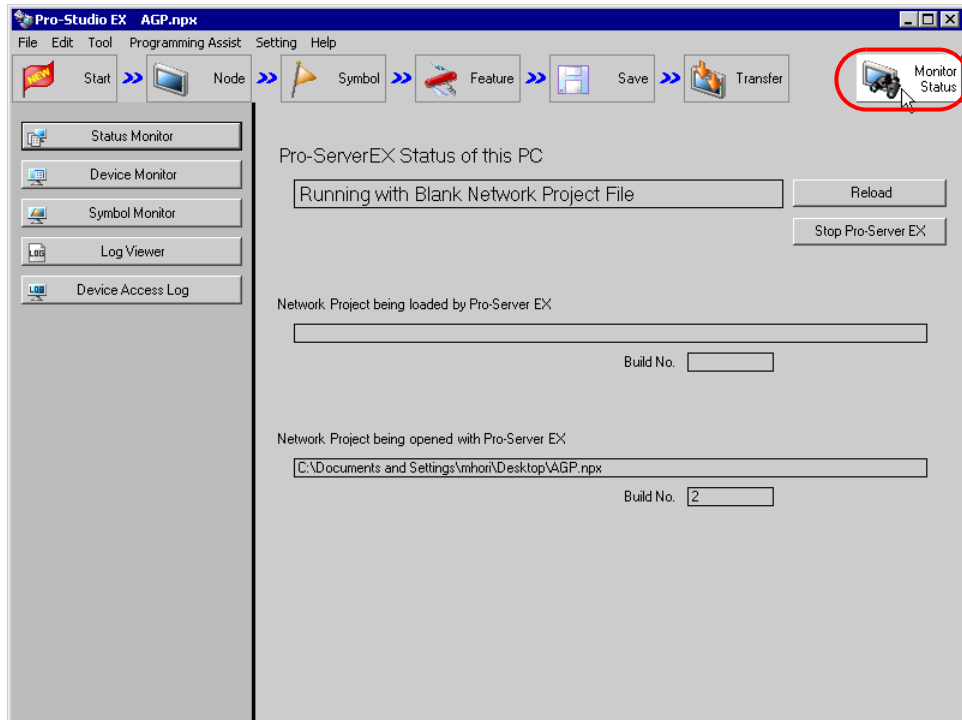 Pro-Studio EX AGP.npx
File Edit Tool Programming Assist Setting Help
NEW Start Node Symbol Feature Save Transfer Monitor Status
Status Monitor
Device Monitor
Symbol Monitor
LOG Log Viewer
LOG Device Access Log
Pro-ServerEX Status of this PC
Running with Blank Network Project File
Reload
Stop Pro-Server EX
Network Project being loaded by Pro-Server EX
Build No.
Network Project being opened with Pro-Server EX
C:\Documents and Settings\mhori\Desktop\AGP.npx
Build No. 2